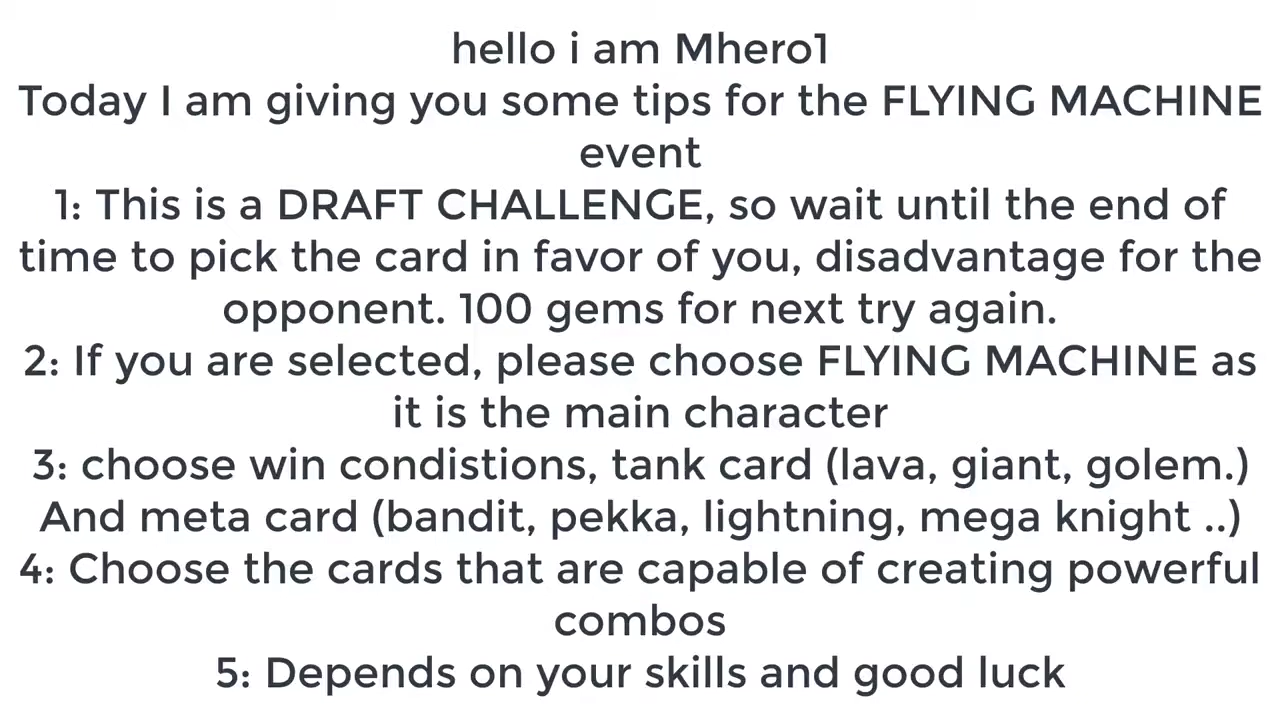 hello i am Mhero1
Today I am giving you some tips for the FLYING MACHINE
event
1: This is a DRAFT CHALLENGE, so wait until the end of
time to pick the card in favor of you, disadvantage for the
opponent. 100 gems for next try again.
2: If you are selected, please choose FLYING MACHINE as
it is the main character
3: choose win condistions, tank card (lava, giant, golem.)
And meta card (bandit, pekka, lightning, mega knight ..)
4: Choose the cards that are capable of creating powerful
combos
5: Depends on your skills and good luck